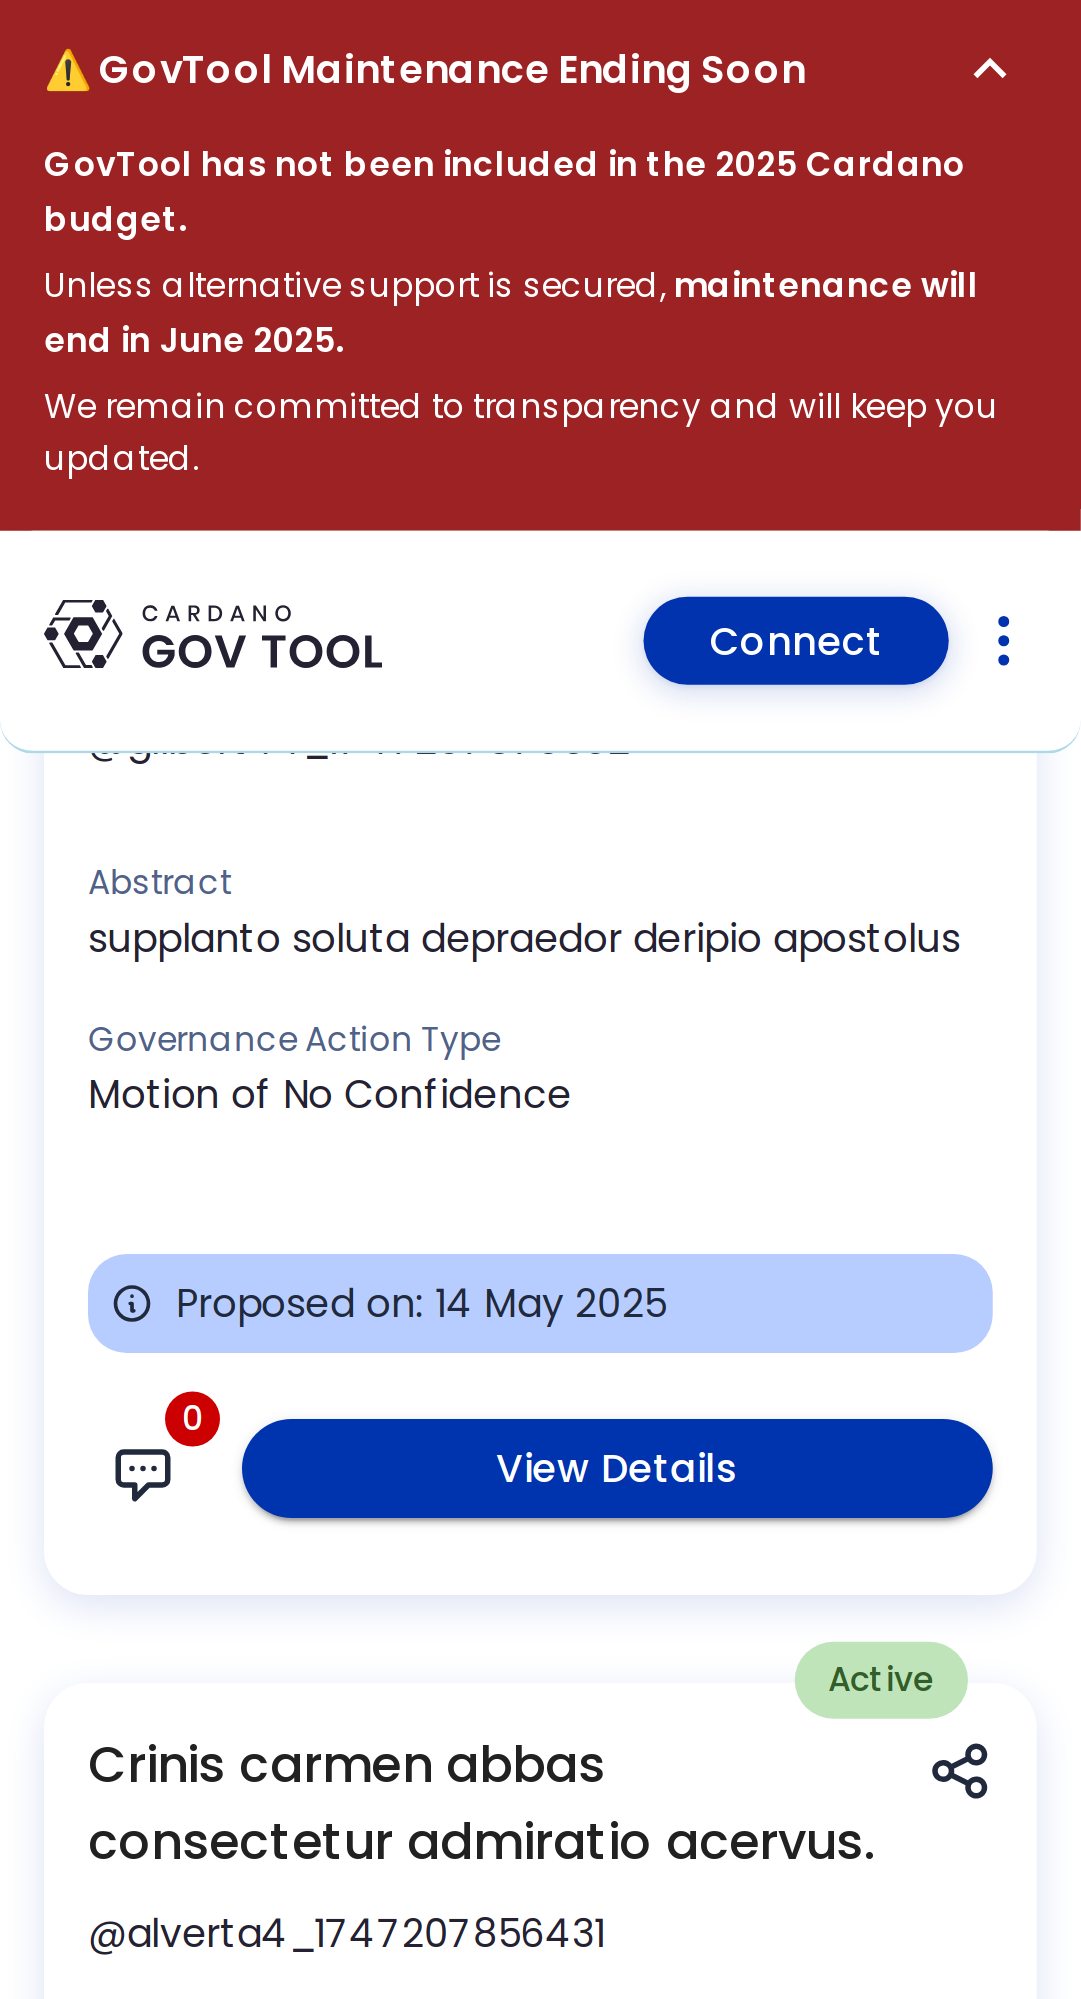 ⚠️ GovTool Maintenance Ending Soon
GovTool has not been included in the 2025 Cardano
budget.
Unless alternative support is secured, maintenance will
end in June 2025.
We remain committed to transparency and will keep you
updated.
CARDANO
GOV TOOL
Connect
Abstract
supplanto soluta depraedor deripio apostolus
Governance Action Type
Motion of No Confidence
Proposed on: 14 May 2025
0
View Details
Active
Crinis carmen abbas
consectetur admiratio acervus.
@alverta4_1747207856431